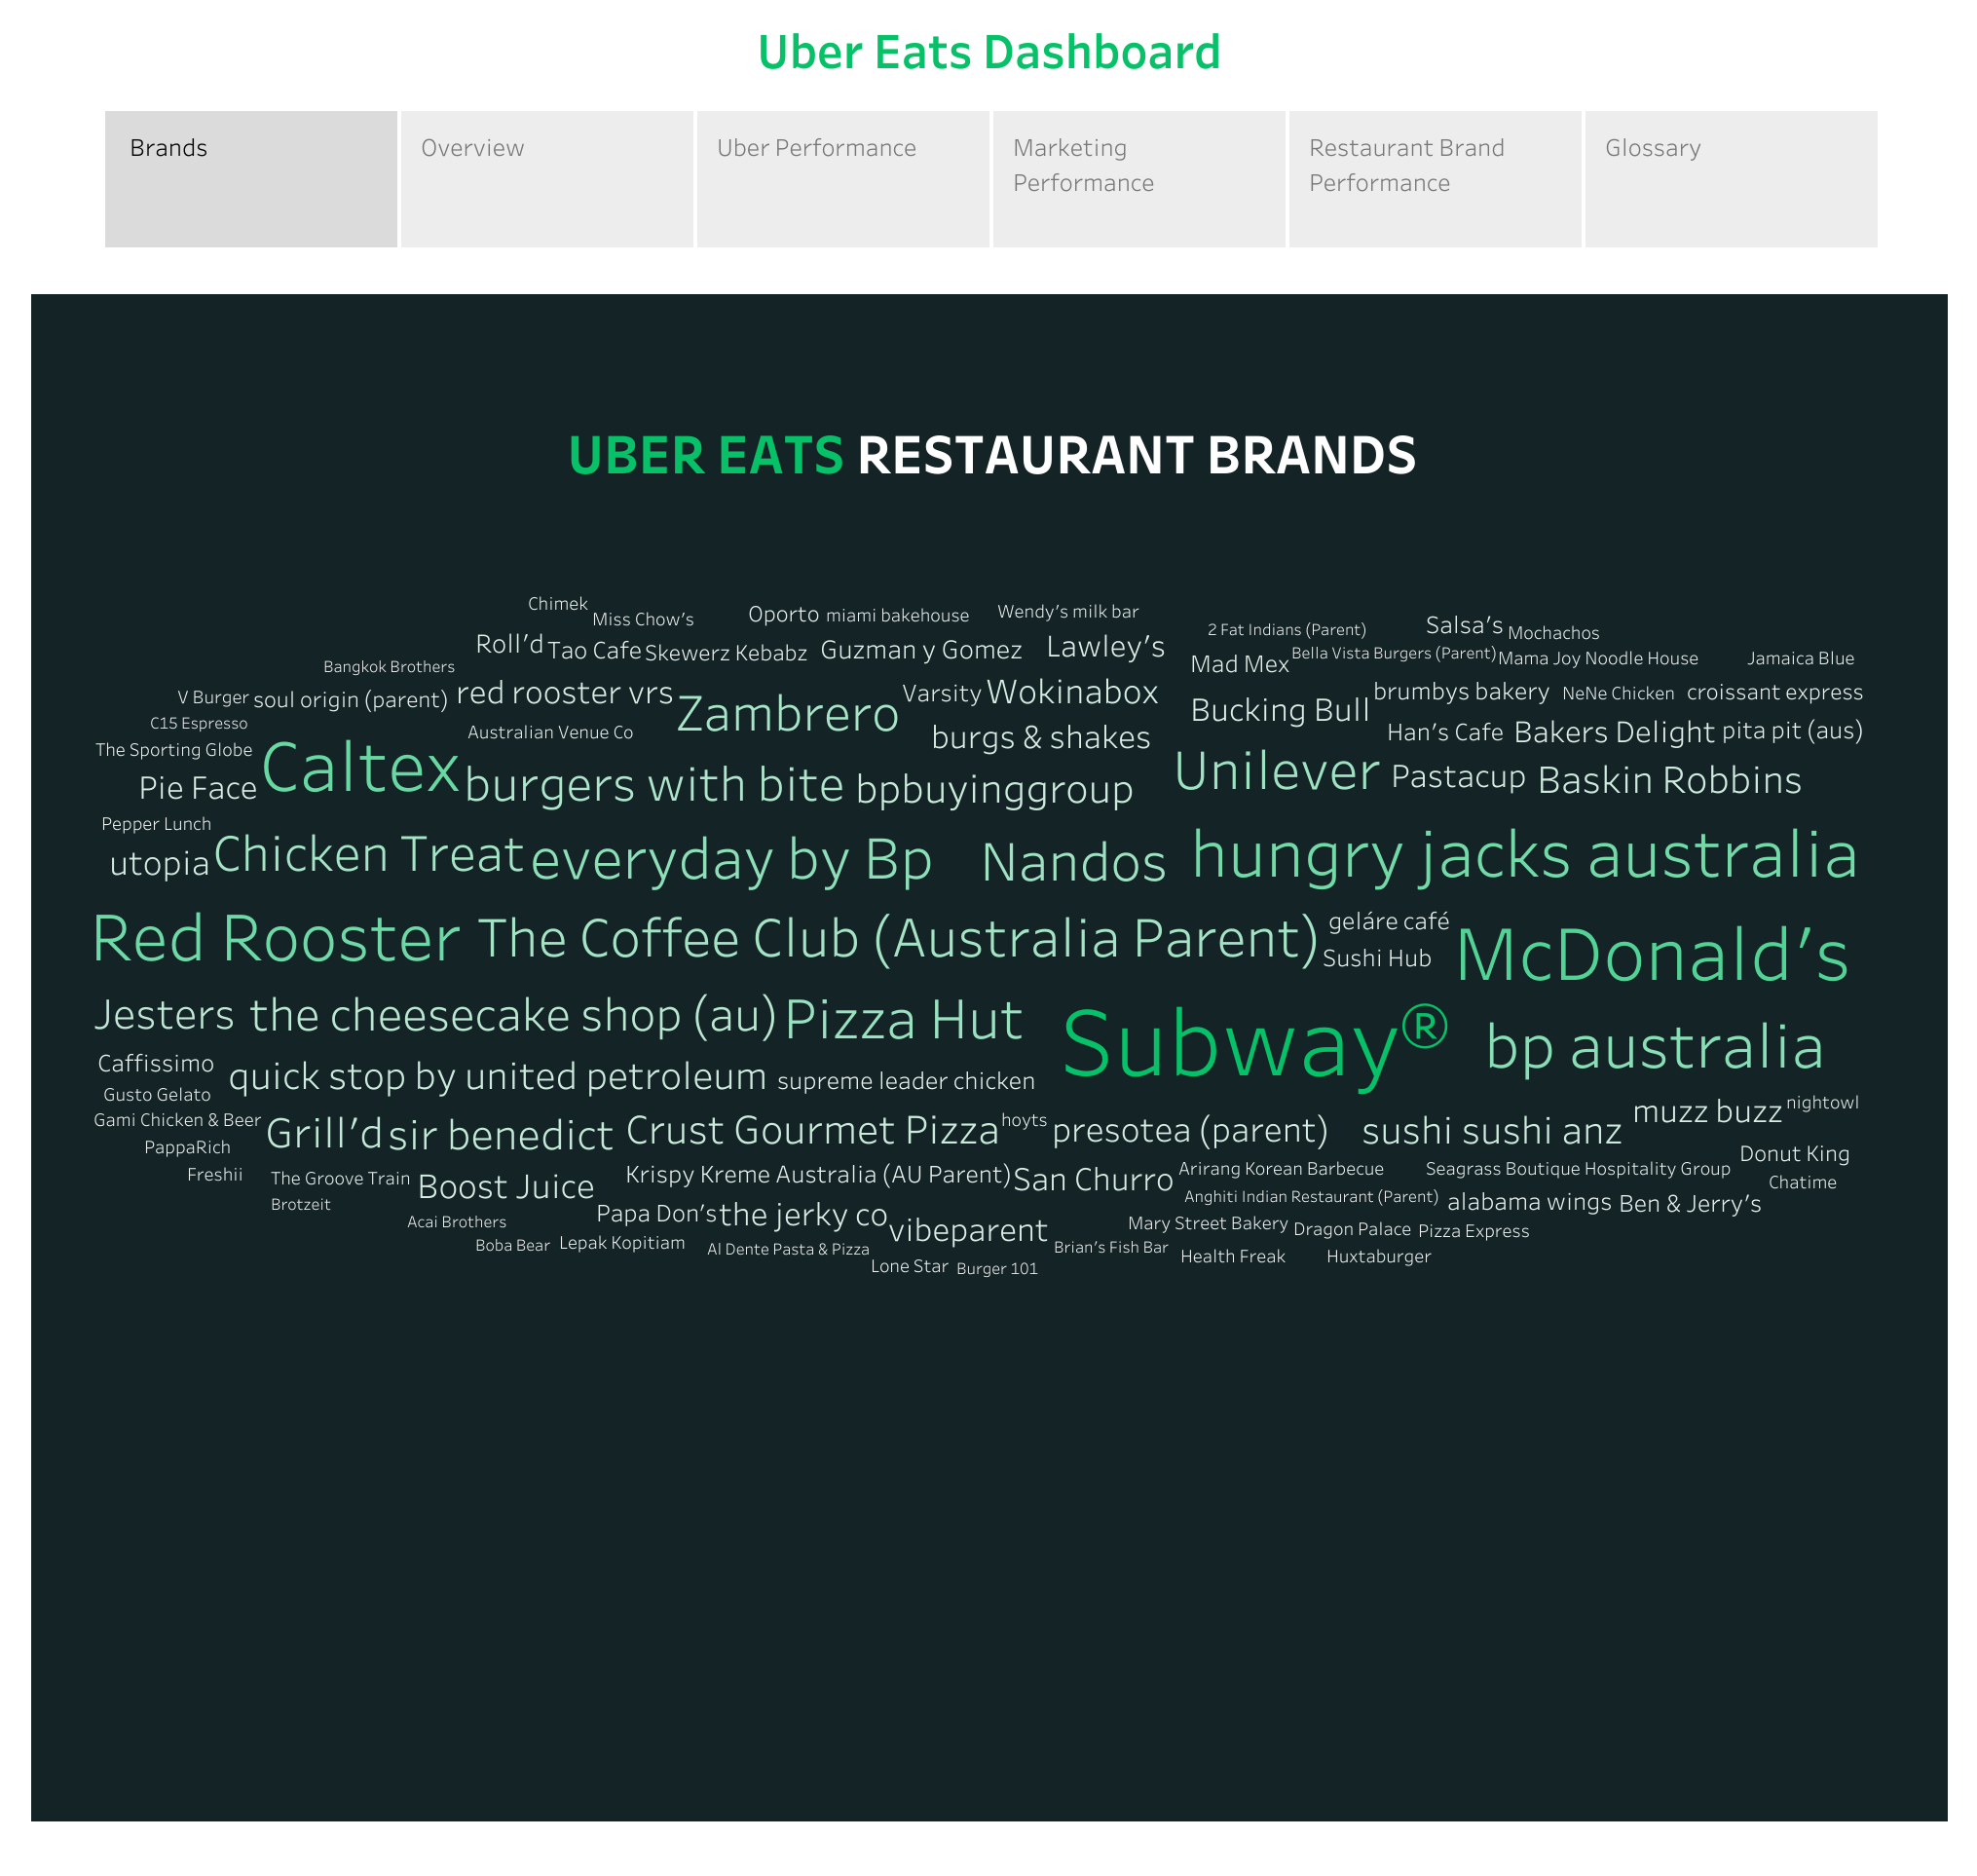 Uber Eats Dashboard
Brands
Overview
Uber Performance
Marketing
Performance
Restaurant Brand
Performance
Glossary
UBER EATS RESTAURANT BRANDS
Chimek
Miss Chow's
Oporto
miami bakehouse
Wendy's milk bar
2 Fat Indians (Parent)
Salsa's
Mochachos
Roll'd
Tao Cafe
Skewerz Kebabz
Guzman y Gomez
Lawley's
Mad Mex
Bella Vista Burgers (Parent)
Mama Joy Noodle House
Jamaica Blue
Bangkok Brothers
V Burger
soul origin (parent)
red rooster vrs
Zambrero
Varsity
Wokinabox
Bucking Bull
brumbys bakery
NeNe Chicken
croissant express
C15 Espresso
Australian Venue Co
burgs & shakes
Han's Cafe
Bakers Delight
pita pit (aus)
The Sporting Globe
Pie Face
Caltex
burgers with bite
bpbuyinggroup
Unilever
Pastacup
Baskin Robbins
Pepper Lunch
utopia
Chicken Treat
everyday by Bp
Nandos
hungry jacks australia
Red Rooster
The Coffee Club (Australia Parent)
geláre café
Sushi Hub
McDonald's
Jesters
the cheesecake shop (au)
Pizza Hut
Subway®
bp australia
Caffissimo
quick stop by united petroleum
supreme leader chicken
Gusto Gelato
Gami Chicken & Beer
Grill'd
sir benedict
Crust Gourmet Pizza
hoyts
presotea (parent)
sushi sushi anz
muzz buzz
nightowl
PappaRich
Freshii
The Groove Train
Boost Juice
Krispy Kreme Australia (AU Parent)
San Churro
Arirang Korean Barbecue
Seagrass Boutique Hospitality Group
Donut King
Chatime
Brotzeit
Acai Brothers
Papa Don's
the jerky co
vibeparent
Anghiti Indian Restaurant (Parent)
alabama wings
Ben & Jerry's
Mary Street Bakery
Dragon Palace
Pizza Express
Boba Bear
Lepak Kopitiam
Al Dente Pasta & Pizza
Brian's Fish Bar
Health Freak
Huxtaburger
Lone Star
Burger 101